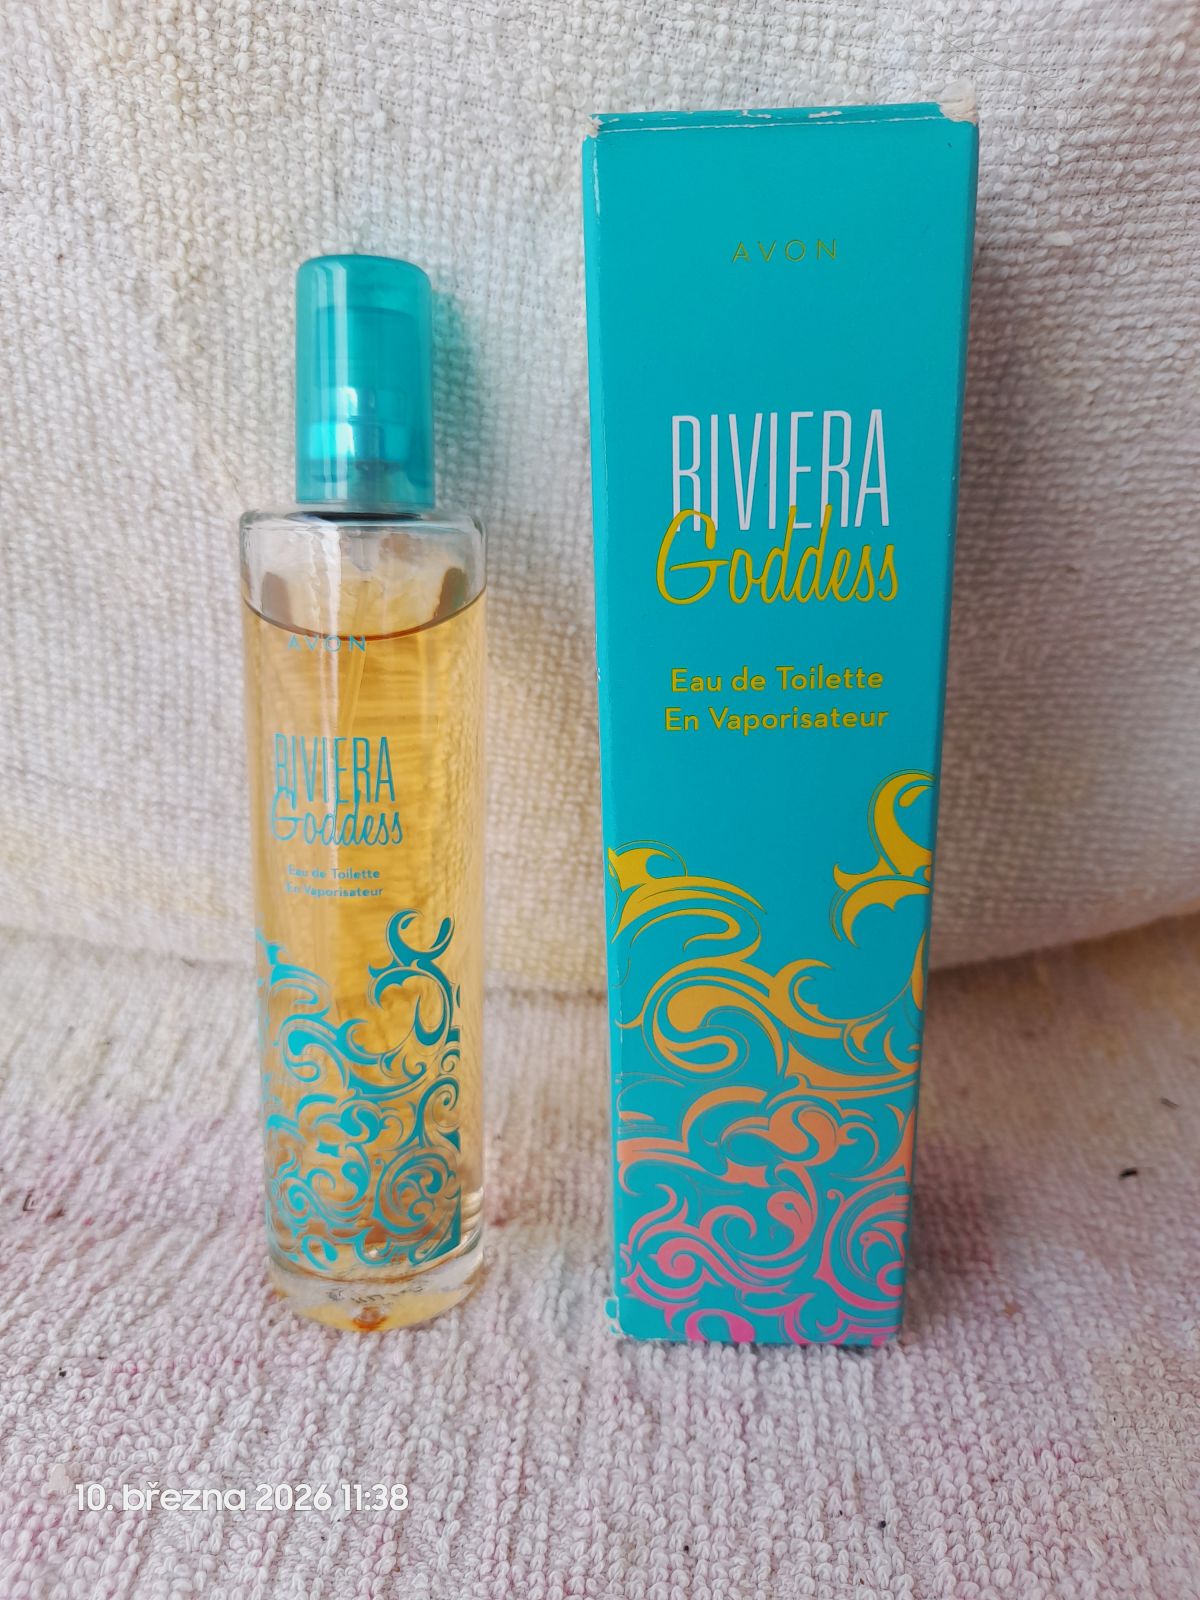 AVON
RIVIERA
Goddess
Eau de Toilette
En Vaporisateur
AVON
RIVIERA
Goddess
Eau de Toilette
En Vaporisateur
10. března 2026 11:38